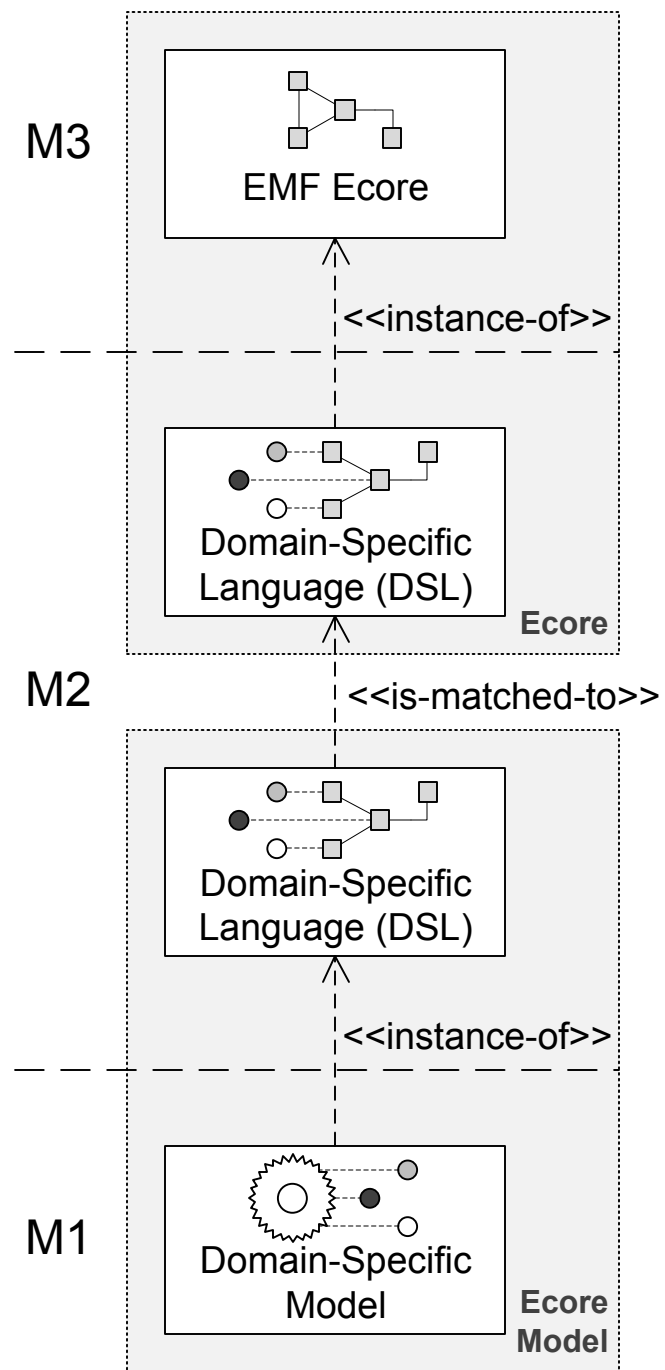 M3
EMF Ecore
<<instance-of>>
Domain-Specific
Language (DSL)
Ecore
M2
<<is-matched-to>>
Domain-Specific
Language (DSL)
<<instance-of>>
M1
Domain-Specific
Model
Ecore
Model